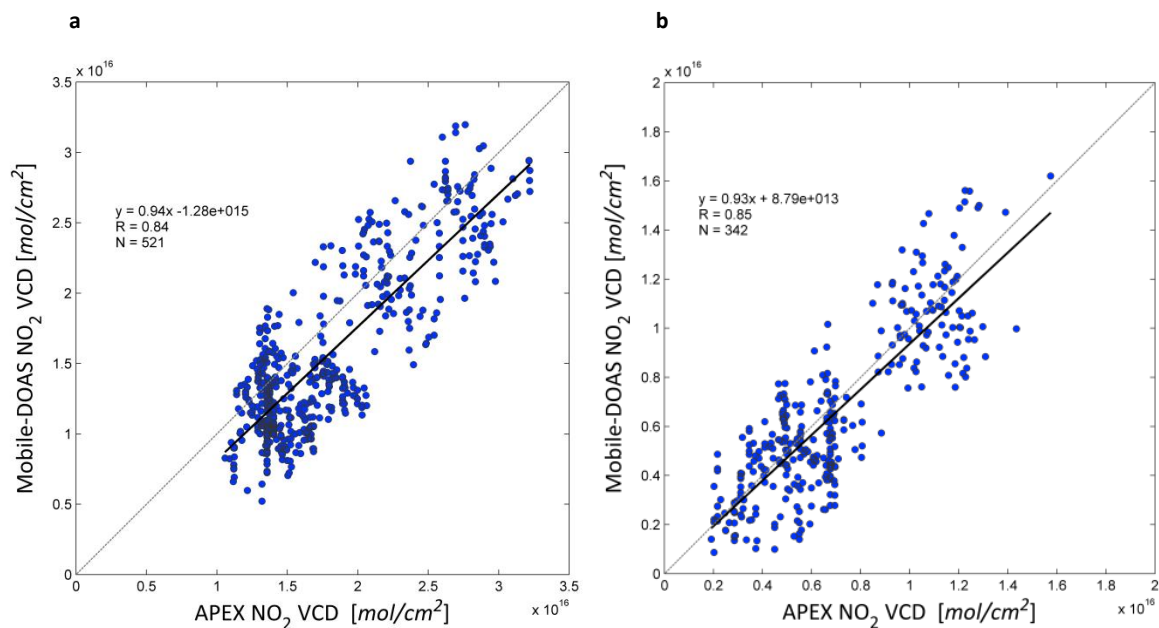 a
× 10^16
3.5
3
2.5
2
1.5
1
0.5
0
Mobile-DOAS NO₂ VCD [mol/cm²]
y = 0.94x -1.28e+015
R = 0.84
N = 521
0 0.5 1 1.5 2 2.5 3 3.5
× 10^16
APEX NO₂ VCD [mol/cm²]
b
× 10^16
2
1.8
1.6
1.4
1.2
1
0.8
0.6
0.4
0.2
0
Mobile-DOAS NO₂ VCD [mol/cm²]
y = 0.93x + 8.79e+013
R = 0.85
N = 342
0 0.2 0.4 0.6 0.8 1 1.2 1.4 1.6 1.8 2
× 10^16
APEX NO₂ VCD [mol/cm²]